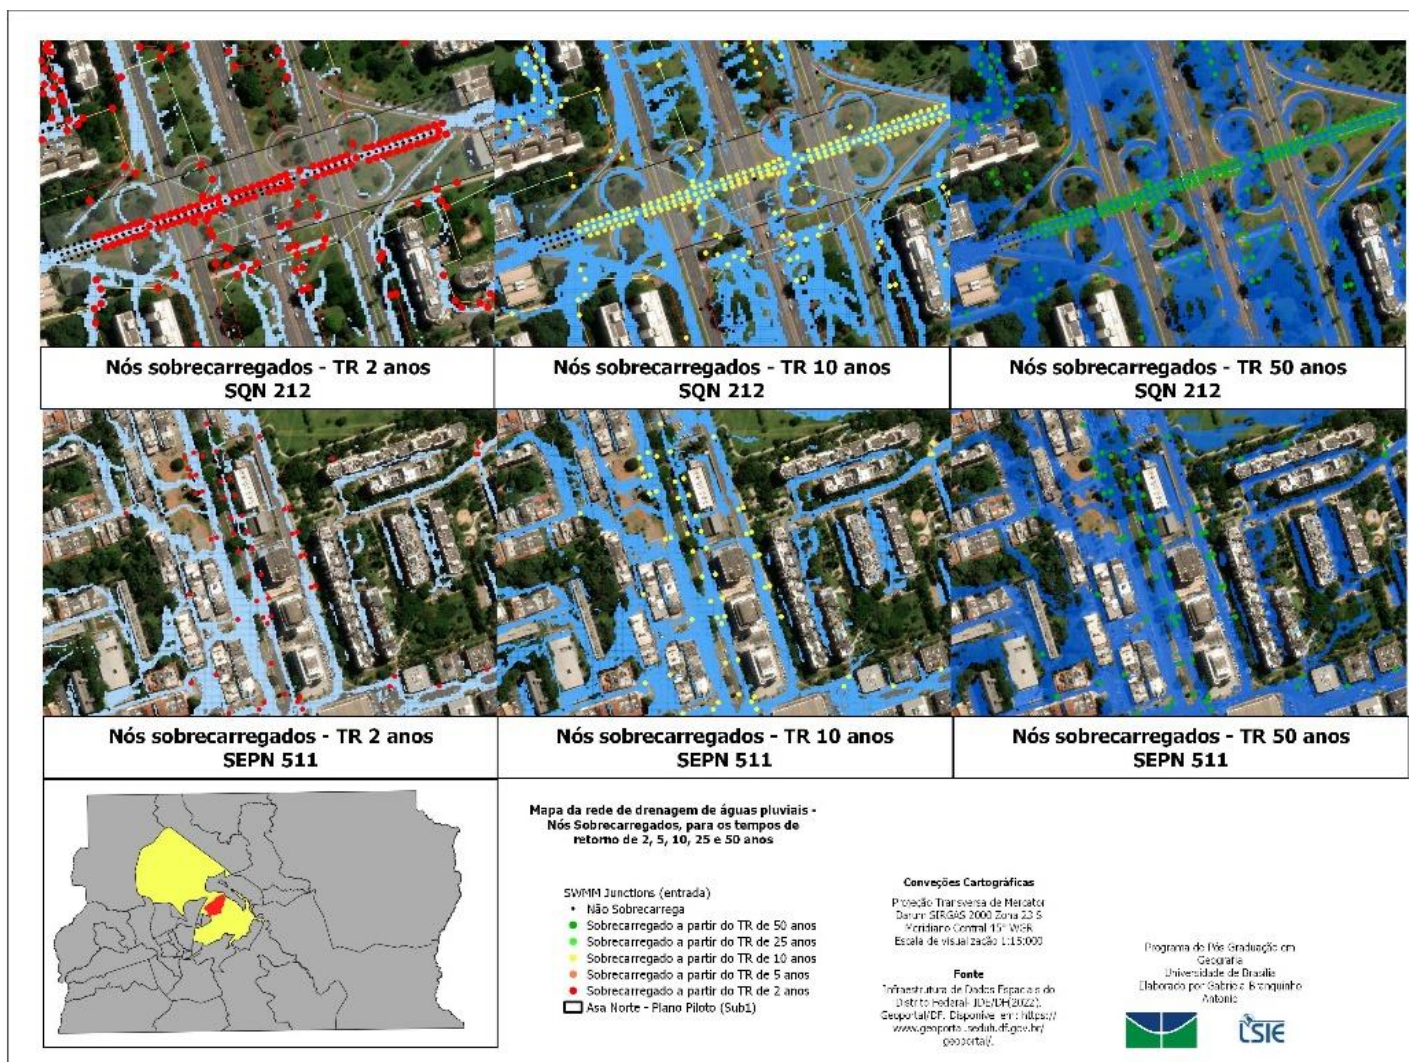 Nós sobrecarregados - TR 2 anos
SQN 212
Nós sobrecarregados - TR 10 anos
SQN 212
Nós sobrecarregados - TR 50 anos
SQN 212
Nós sobrecarregados - TR 2 anos
SEPN 511
Nós sobrecarregados - TR 10 anos
SEPN 511
Nós sobrecarregados - TR 50 anos
SEPN 511
Mapa da rede de drenagem de águas pluviais -
Nós Sobrecarregados, para os tempos de
retorno de 2, 5, 10, 25 e 50 anos
SWMM Junctions (entrada)
Não Sobrecarrega
Sobrecarregado a partir do TR de 50 anos
Sobrecarregado a partir do TR de 25 anos
Sobrecarregado a partir do TR de 10 anos
Sobrecarregado a partir do TR de 5 anos
Sobrecarregado a partir do TR de 2 anos
Asa Norte - Plano Piloto (Sub1)
Conveções Cartográficas
Projeção Transversa de Mercator
Datum SIRGAS 2000 Zona 23 S
Meridiano Central 45° WGR
Escala de visualização 1:15:000
Fonte
Infraestrutura de Dados Espaciais do
Distrito Federal- IDE/DF(2022).
Geoportal/DF. Disponível em: https://
www.geoportal.seduh.df.gov.br/
geoportal/.
Programa de Pós Graduação em
Geografia
Universidade de Brasília
Elaborado por Gabriela Branquinho
Antonio
LSIE